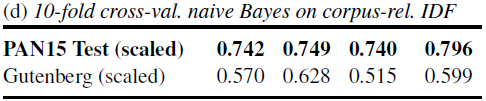 (d) 10-fold cross-val. naive Bayes on corpus-rel. IDF
PAN15 Test (scaled) 0.742 0.749 0.740 0.796
Gutenberg (scaled) 0.570 0.628 0.515 0.599